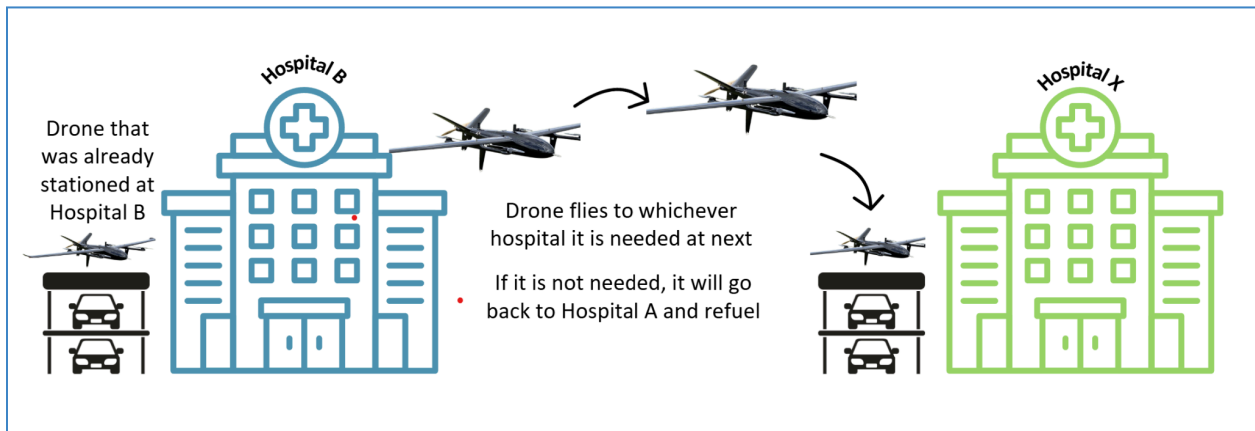 Hospital B
Hospital X
Drone that
was already
stationed at
Hospital B
Drone flies to whichever
hospital it is needed at next
If it is not needed, it will go
back to Hospital A and refuel